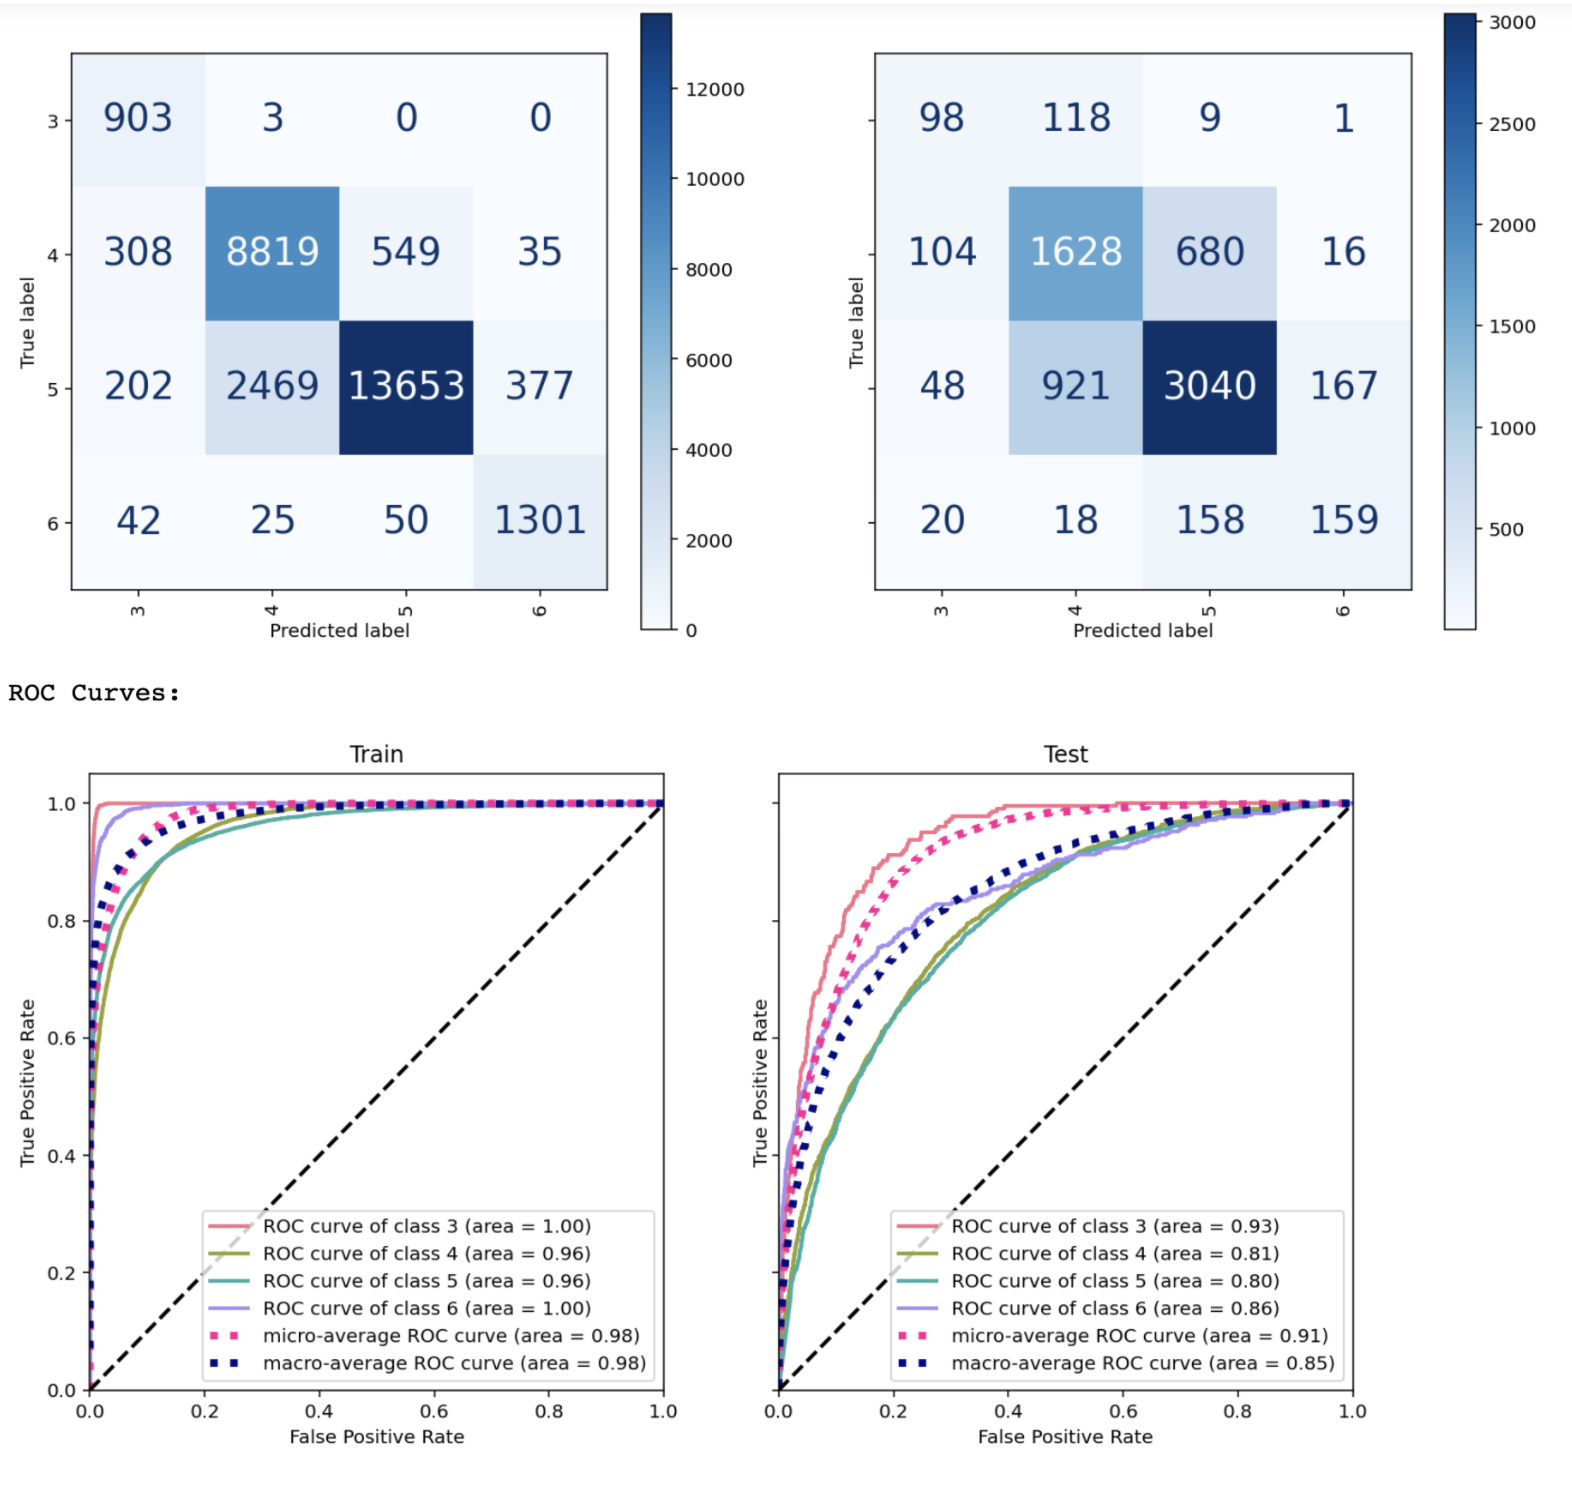 903 3 0 0
308 8819 549 35
202 2469 13653 377
42 25 50 1301
3
4
5
6
True label
3 4 5 6
Predicted label
12000
10000
8000
6000
4000
2000
0
98 118 9 1
104 1628 680 16
48 921 3040 167
20 18 158 159
True label
3 4 5 6
Predicted label
3000
2500
2000
1500
1000
500
ROC Curves:
Train
1.0
0.8
0.6
0.4
0.2
0.0
True Positive Rate
ROC curve of class 3 (area = 1.00)
ROC curve of class 4 (area = 0.96)
ROC curve of class 5 (area = 0.96)
ROC curve of class 6 (area = 1.00)
micro-average ROC curve (area = 0.98)
macro-average ROC curve (area = 0.98)
0.0 0.2 0.4 0.6 0.8 1.0
False Positive Rate
Test
True Positive Rate
ROC curve of class 3 (area = 0.93)
ROC curve of class 4 (area = 0.81)
ROC curve of class 5 (area = 0.80)
ROC curve of class 6 (area = 0.86)
micro-average ROC curve (area = 0.91)
macro-average ROC curve (area = 0.85)
0.0 0.2 0.4 0.6 0.8 1.0
False Positive Rate